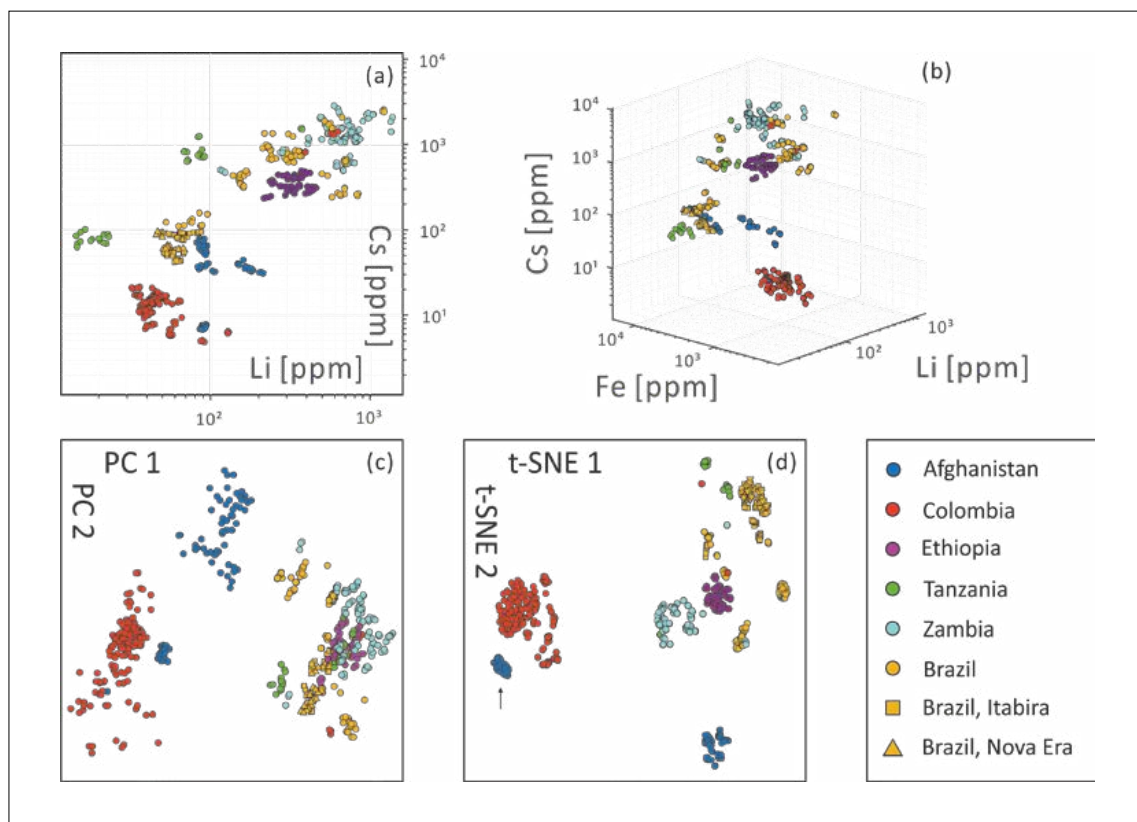 (a)
10⁴
10³
10²
10¹
Cs [ppm]
Li [ppm]
10²
10³
(b)
10⁴
10³
10²
10¹
Cs [ppm]
10⁴
10³
Fe [ppm]
10²
10³
Li [ppm]
PC 1
(c)
PC 2
t-SNE 1
(d)
t-SNE 2
Afghanistan
Colombia
Ethiopia
Tanzania
Zambia
Brazil
Brazil, Itabira
Brazil, Nova Era